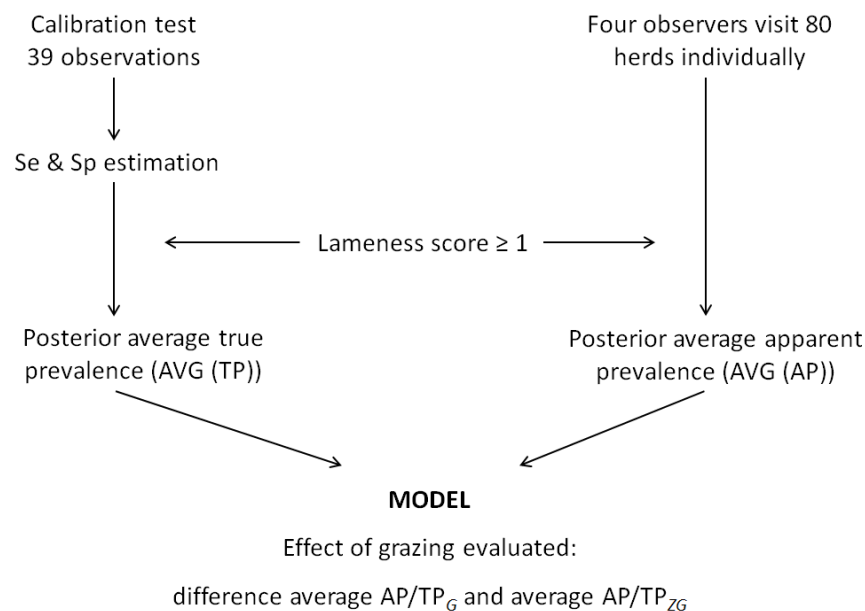 Calibration test
39 observations
Four observers visit 80
herds individually
Se & Sp estimation
Lameness score ≥ 1
Posterior average true
prevalence (AVG (TP))
Posterior average apparent
prevalence (AVG (AP))
MODEL
Effect of grazing evaluated:
difference average AP/TP_G and average AP/TP_ZG